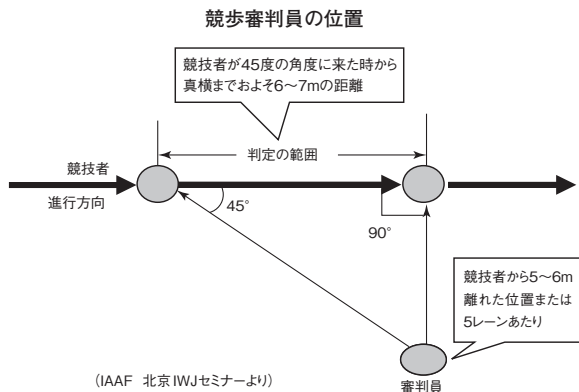 競歩審判員の位置
競技者が45度の角度に来た時から
真横までおよそ6〜7mの距離
判定の範囲
競技者
進行方向
45°
90°
競技者から5〜6m
離れた位置または
5レーンあたり
審判員
(IAAF 北京IWJセミナーより)